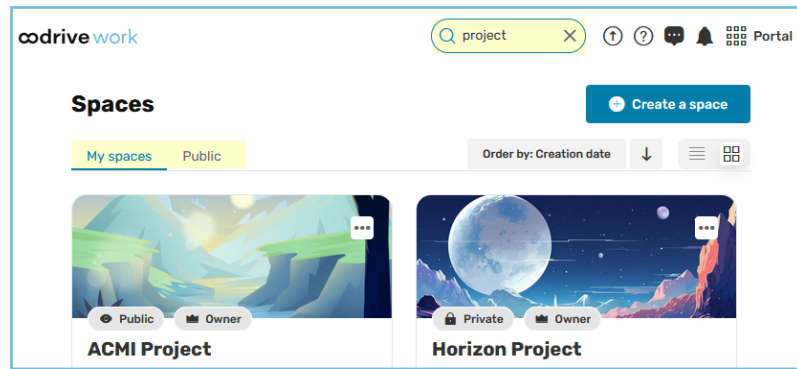 oodrive work
project
Portal
Spaces
Create a space
My spaces Public
Order by: Creation date
Public Owner
Private Owner
ACMI Project
Horizon Project